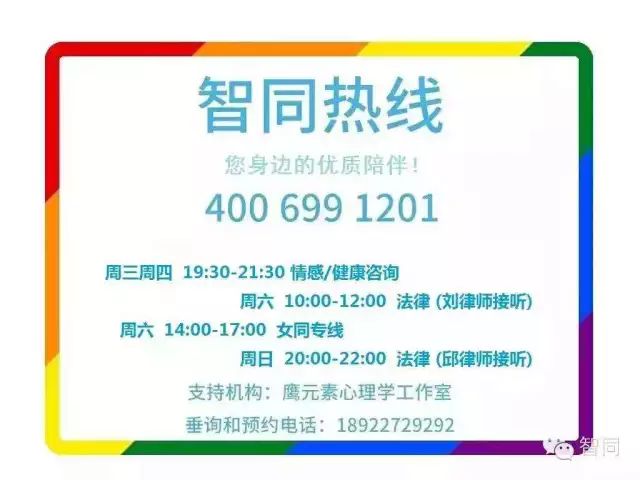 智同热线
您身边的优质陪伴!
400 699 1201
周三周四 19:30-21:30 情感/健康咨询
周六 10:00-12:00 法律 (刘律师接听)
周六 14:00-17:00 女同专线
周日 20:00-22:00 法律 (邱律师接听)
支持机构：鹰元素心理学工作室
垂询和预约电话：18922729292
智同